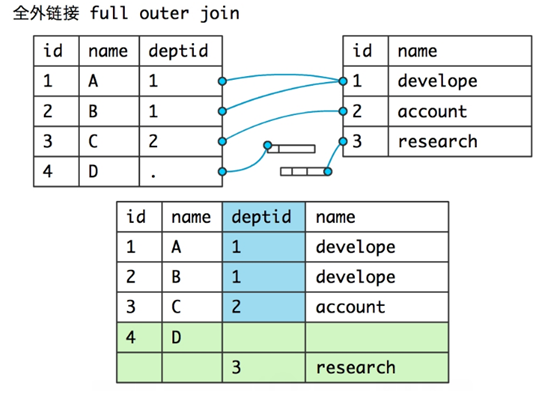 全外链接 full outer join
id name deptid
1 A 1
2 B 1
3 C 2
4 D .
id name
1 develope
2 account
3 research
id name deptid name
1 A 1 develope
2 B 1 develope
3 C 2 account
4 D
3 research